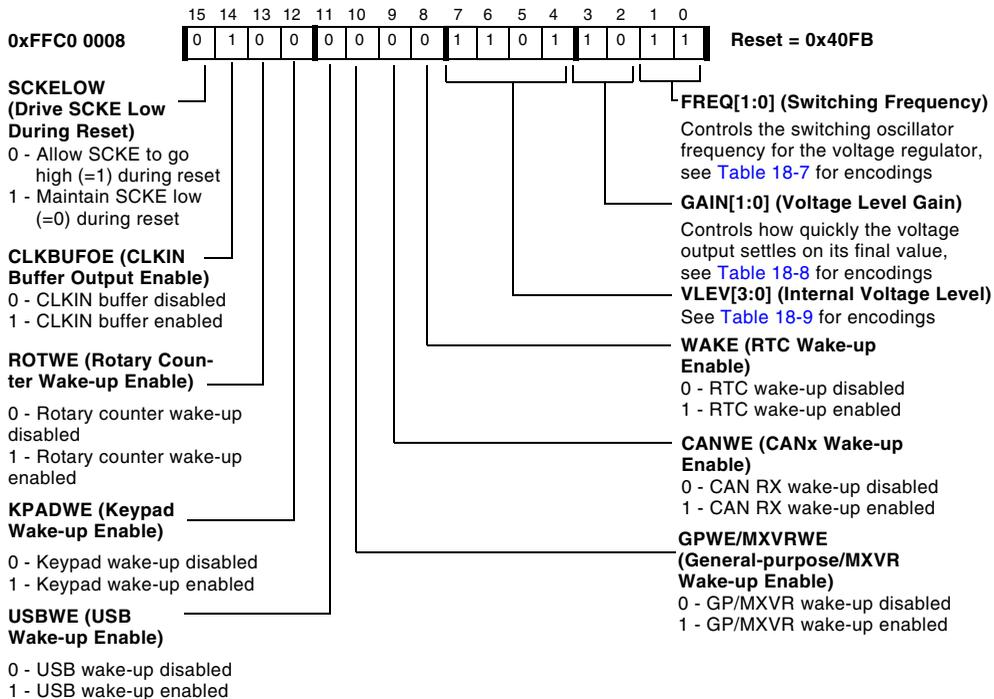 15 14 13 12 11 10 9 8 7 6 5 4 3 2 1 0
0xFFC0 0008
0 1 0 0 0 0 0 0 1 1 0 1 1 0 1 1
Reset = 0x40FB
SCKELOW
(Drive SCKE Low
During Reset)
0 - Allow SCKE to go
high (=1) during reset
1 - Maintain SCKE low
(=0) during reset
CLKBUFOE (CLKIN
Buffer Output Enable)
0 - CLKIN buffer disabled
1 - CLKIN buffer enabled
ROTWE (Rotary Coun-
ter Wake-up Enable)
0 - Rotary counter wake-up
disabled
1 - Rotary counter wake-up
enabled
KPADWE (Keypad
Wake-up Enable)
0 - Keypad wake-up disabled
1 - Keypad wake-up enabled
USBWE (USB
Wake-up Enable)
0 - USB wake-up disabled
1 - USB wake-up enabled
FREQ[1:0] (Switching Frequency)
Controls the switching oscillator
frequency for the voltage regulator,
see Table 18-7 for encodings
GAIN[1:0] (Voltage Level Gain)
Controls how quickly the voltage
output settles on its final value,
see Table 18-8 for encodings
VLEV[3:0] (Internal Voltage Level)
See Table 18-9 for encodings
WAKE (RTC Wake-up
Enable)
0 - RTC wake-up disabled
1 - RTC wake-up enabled
CANWE (CANx Wake-up
Enable)
0 - CAN RX wake-up disabled
1 - CAN RX wake-up enabled
GPWE/MXVRWE
(General-purpose/MXVR
Wake-up Enable)
0 - GP/MXVR wake-up disabled
1 - GP/MXVR wake-up enabled